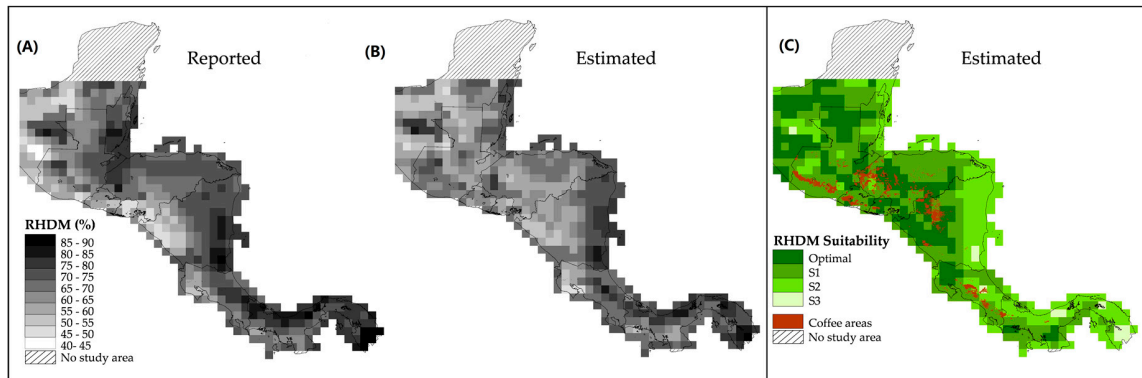 (A)
Reported
RHDM (%)
85 - 90
80 - 85
75 - 80
70 - 75
65 - 70
60 - 65
55 - 60
50 - 55
45 - 50
40- 45
No study area
(B)
Estimated
(C)
Estimated
RHDM Suitability
Optimal
S1
S2
S3
Coffee areas
No study area